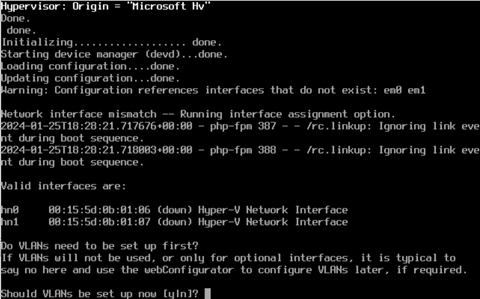 Hypervisor: Origin = "Microsoft Hv"
Done.
 done.
Initializing................... done.
Starting device manager (devd)...done.
Loading configuration....done.
Updating configuration....done.
Warning: Configuration references interfaces that do not exist: em0 em1

Network interface mismatch -- Running interface assignment option.
2024-01-25T18:28:21.717676+00:00 - php-fpm 387 - - /rc.linkup: Ignoring link eve
nt during boot sequence.
2024-01-25T18:28:21.718003+00:00 - php-fpm 388 - - /rc.linkup: Ignoring link eve
nt during boot sequence.

Valid interfaces are:

hn0     00:15:5d:0b:01:06 (down) Hyper-V Network Interface
hn1     00:15:5d:0b:01:07 (down) Hyper-V Network Interface

Do VLANs need to be set up first?
If VLANs will not be used, or only for optional interfaces, it is typical to
say no here and use the webConfigurator to configure VLANs later, if required.

Should VLANs be set up now [y|n]?